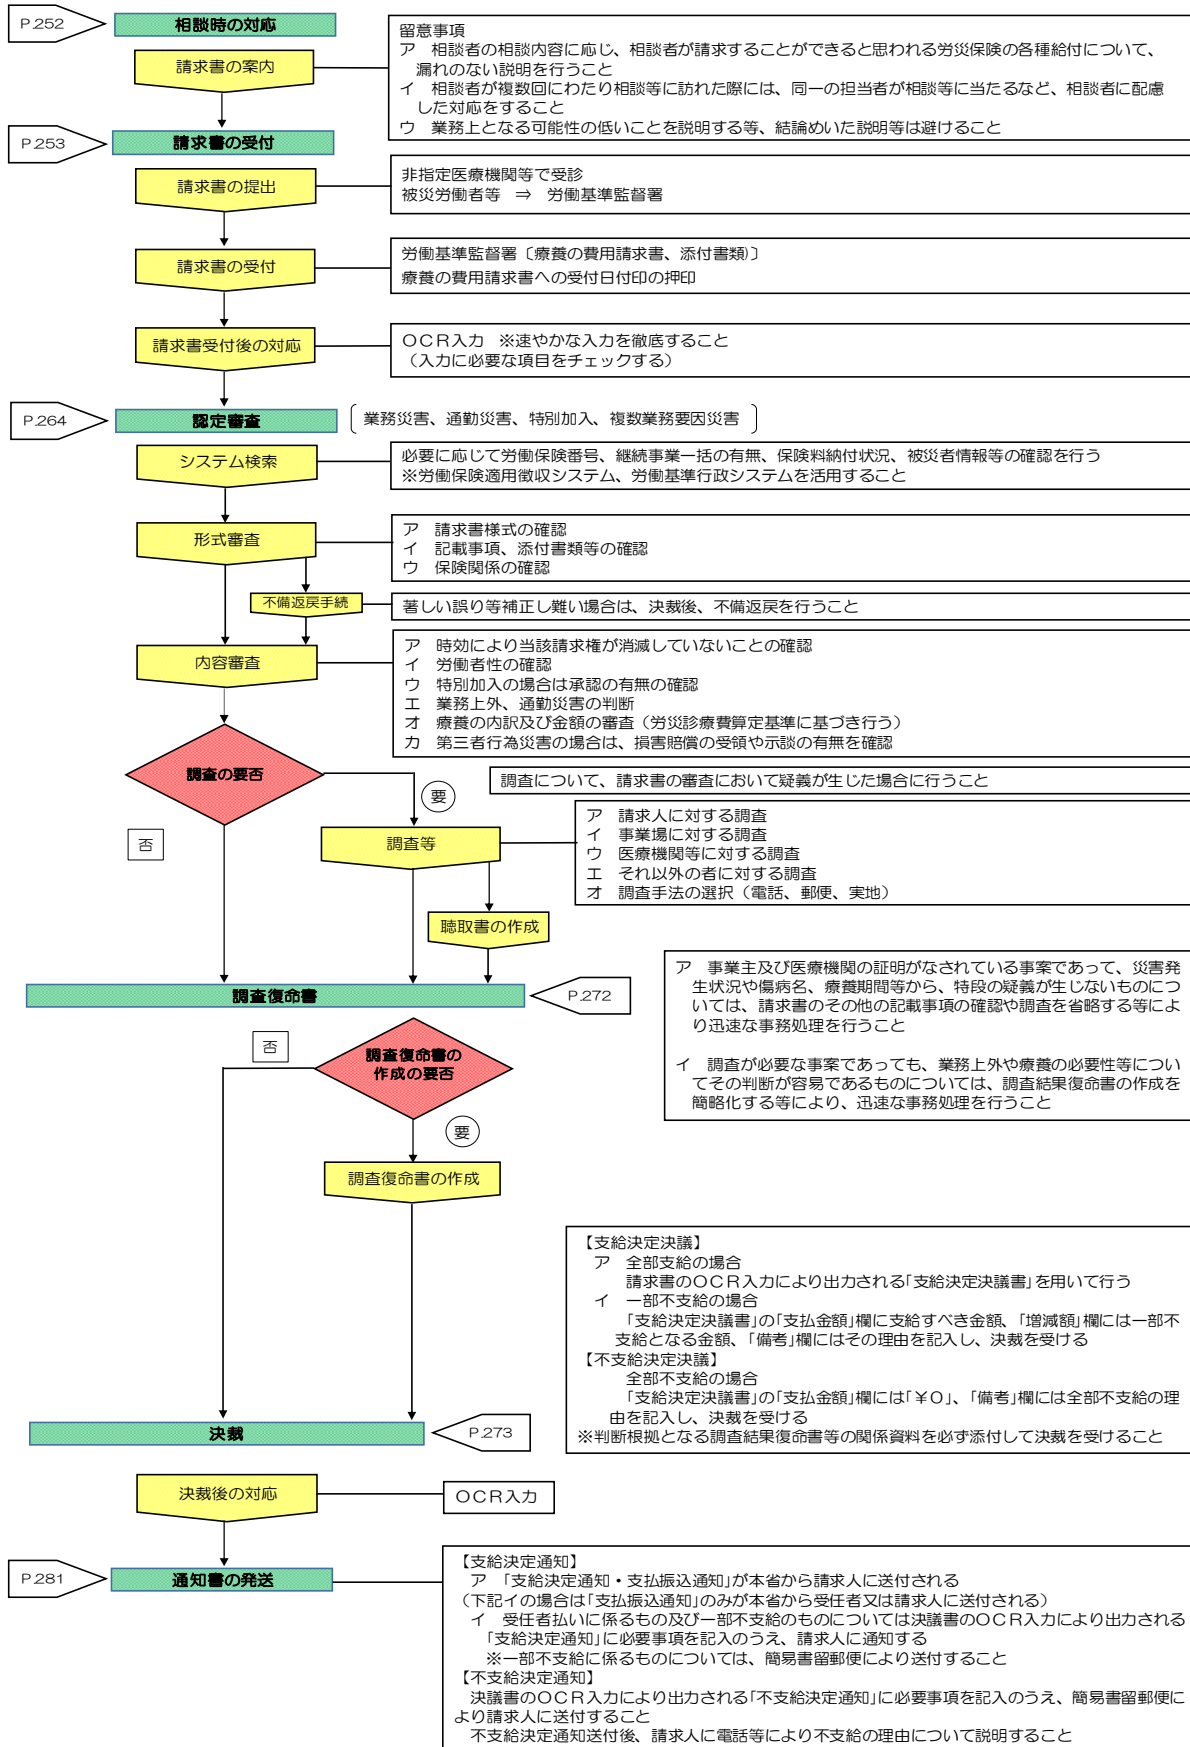 P.252
相談時の対応
留意事項
ア　相談者の相談内容に応じ、相談者が請求することができると思われる労災保険の各種給付について、
漏れのない説明を行うこと
イ　相談者が複数回にわたり相談等に訪れた際には、同一の担当者が相談等に当たるなど、相談者に配慮
した対応をすること
ウ　業務上となる可能性の低いことを説明する等、結論めいた説明等は避けること
請求書の案内
P.253
請求書の受付
請求書の提出
非指定医療機関等で受診
被災労働者等　⇒　労働基準監督署
請求書の受付
労働基準監督署〔療養の費用請求書、添付書類)〕
療養の費用請求書への受付日付印の押印
請求書受付後の対応
ＯＣＲ入力　※速やかな入力を徹底すること
（入力に必要な項目をチェックする）
P.264
認定審査
業務災害、通勤災害、特別加入、複数業務要因災害
システム検索
必要に応じて労働保険番号、継続事業一括の有無、保険料納付状況、被災者情報等の確認を行う
※労働保険適用徴収システム、労働基準行政システムを活用すること
形式審査
ア　請求書様式の確認
イ　記載事項、添付書類等の確認
ウ　保険関係の確認
不備返戻手続
著しい誤り等補正し難い場合は、決裁後、不備返戻を行うこと
内容審査
ア　時効により当該請求権が消滅していないことの確認
イ　労働者性の確認
ウ　特別加入の場合は承認の有無の確認
エ　業務上外、通勤災害の判断
オ　療養の内訳及び金額の審査（労災診療費算定基準に基づき行う）
カ　第三者行為災害の場合は、損害賠償の受領や示談の有無を確認
調査の要否
調査について、請求書の審査において疑義が生じた場合に行うこと
要
否
調査等
ア　請求人に対する調査
イ　事業場に対する調査
ウ　医療機関等に対する調査
エ　それ以外の者に対する調査
オ　調査手法の選択（電話、郵便、実地）
聴取書の作成
調査復命書
P.272
ア　事業主及び医療機関の証明がなされている事案であって、災害発
生状況や傷病名、療養期間等から、特段の疑義が生じないものにつ
いては、請求書のその他の記載事項の確認や調査を省略する等によ
り迅速な事務処理を行うこと
イ　調査が必要な事案であっても、業務上外や療養の必要性等につい
てその判断が容易であるものについては、調査結果復命書の作成を
簡略化する等により、迅速な事務処理を行うこと
否
調査復命書の
作成の要否
要
調査復命書の作成
【支給決定決議】
ア　全部支給の場合
請求書のＯＣＲ入力により出力される「支給決定決議書」を用いて行う
イ　一部不支給の場合
「支給決定決議書」の「支払金額」欄に支給すべき金額、「増減額」欄には一部不
支給となる金額、「備考」欄にはその理由を記入し、決裁を受ける
【不支給決定決議】
全部不支給の場合
「支給決定決議書」の「支払金額」欄には「￥０」、「備考」欄には全部不支給の理
由を記入し、決裁を受ける
※判断根拠となる調査結果復命書等の関係資料を必ず添付して決裁を受けること
決裁
P.273
決裁後の対応
ＯＣＲ入力
P.281
通知書の発送
【支給決定通知】
ア　「支給決定通知・支払振込通知」が本省から請求人に送付される
（下記イの場合は「支払振込通知」のみが本省から受任者又は請求人に送付される）
イ　受任者払いに係るもの及び一部不支給のものについては決議書のＯＣＲ入力により出力される
「支給決定通知」に必要事項を記入のうえ、請求人に通知する
※一部不支給に係るものについては、簡易書留郵便により送付すること
【不支給決定通知】
決議書のＯＣＲ入力により出力される「不支給決定通知」に必要事項を記入のうえ、簡易書留郵便に
より請求人に送付すること
不支給決定通知送付後、請求人に電話等により不支給の理由について説明すること